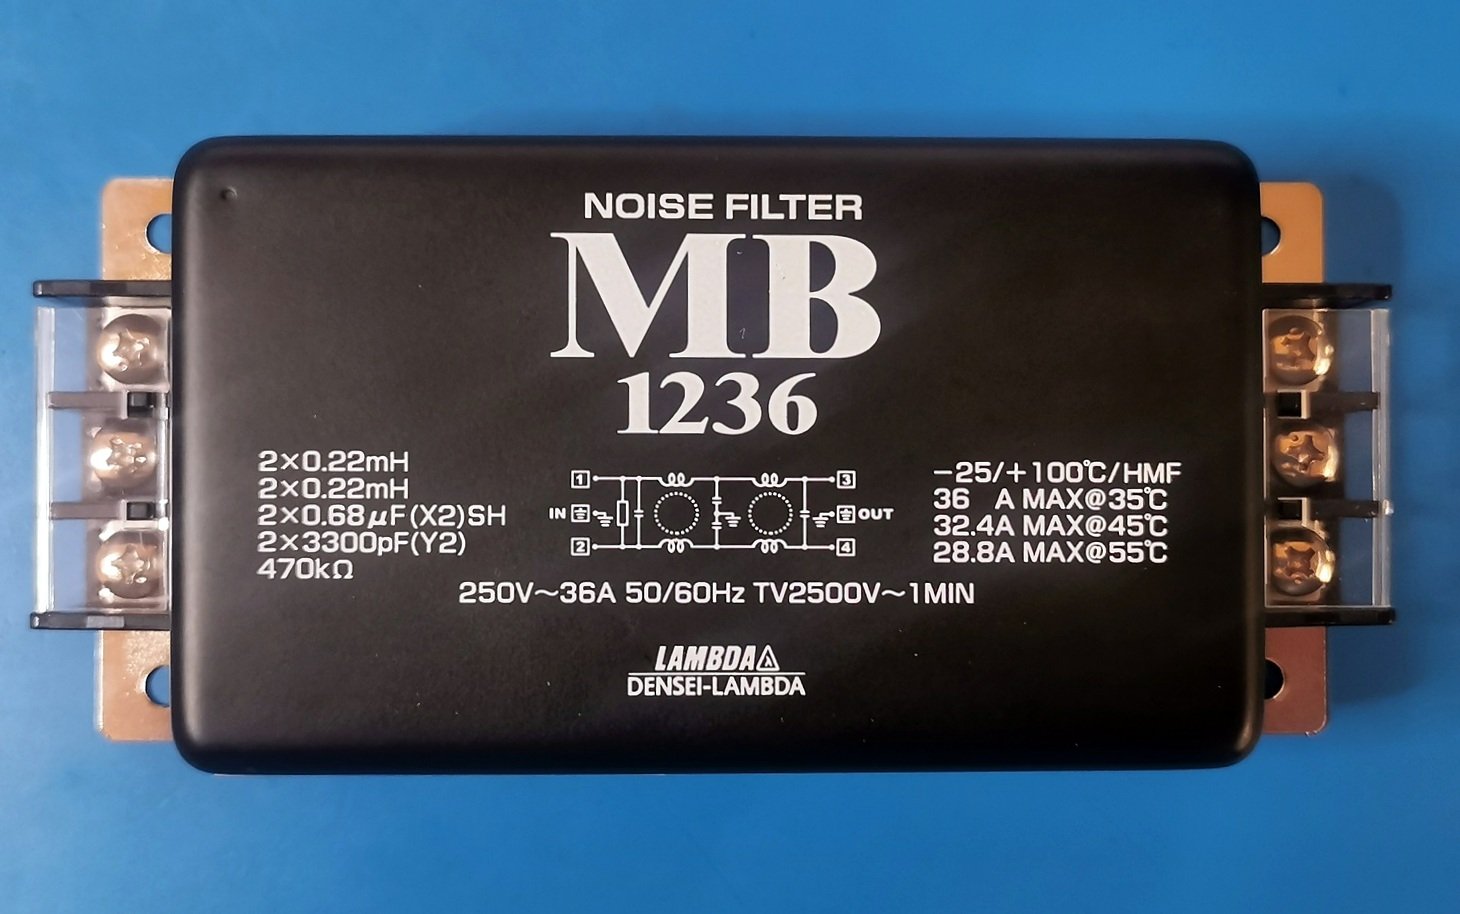 NOISE FILTER
MB
1236
2×0.22mH
2×0.22mH
2×0.68μF(X2)SH
2×3300pF(Y2)
470kΩ
1 3
IN OUT
2 4
−25/+100℃/HMF
36 A MAX@35℃
32.4A MAX@45℃
28.8A MAX@55℃
250V～36A 50/60Hz TV2500V～1MIN
LAMBDA
DENSEI-LAMBDA